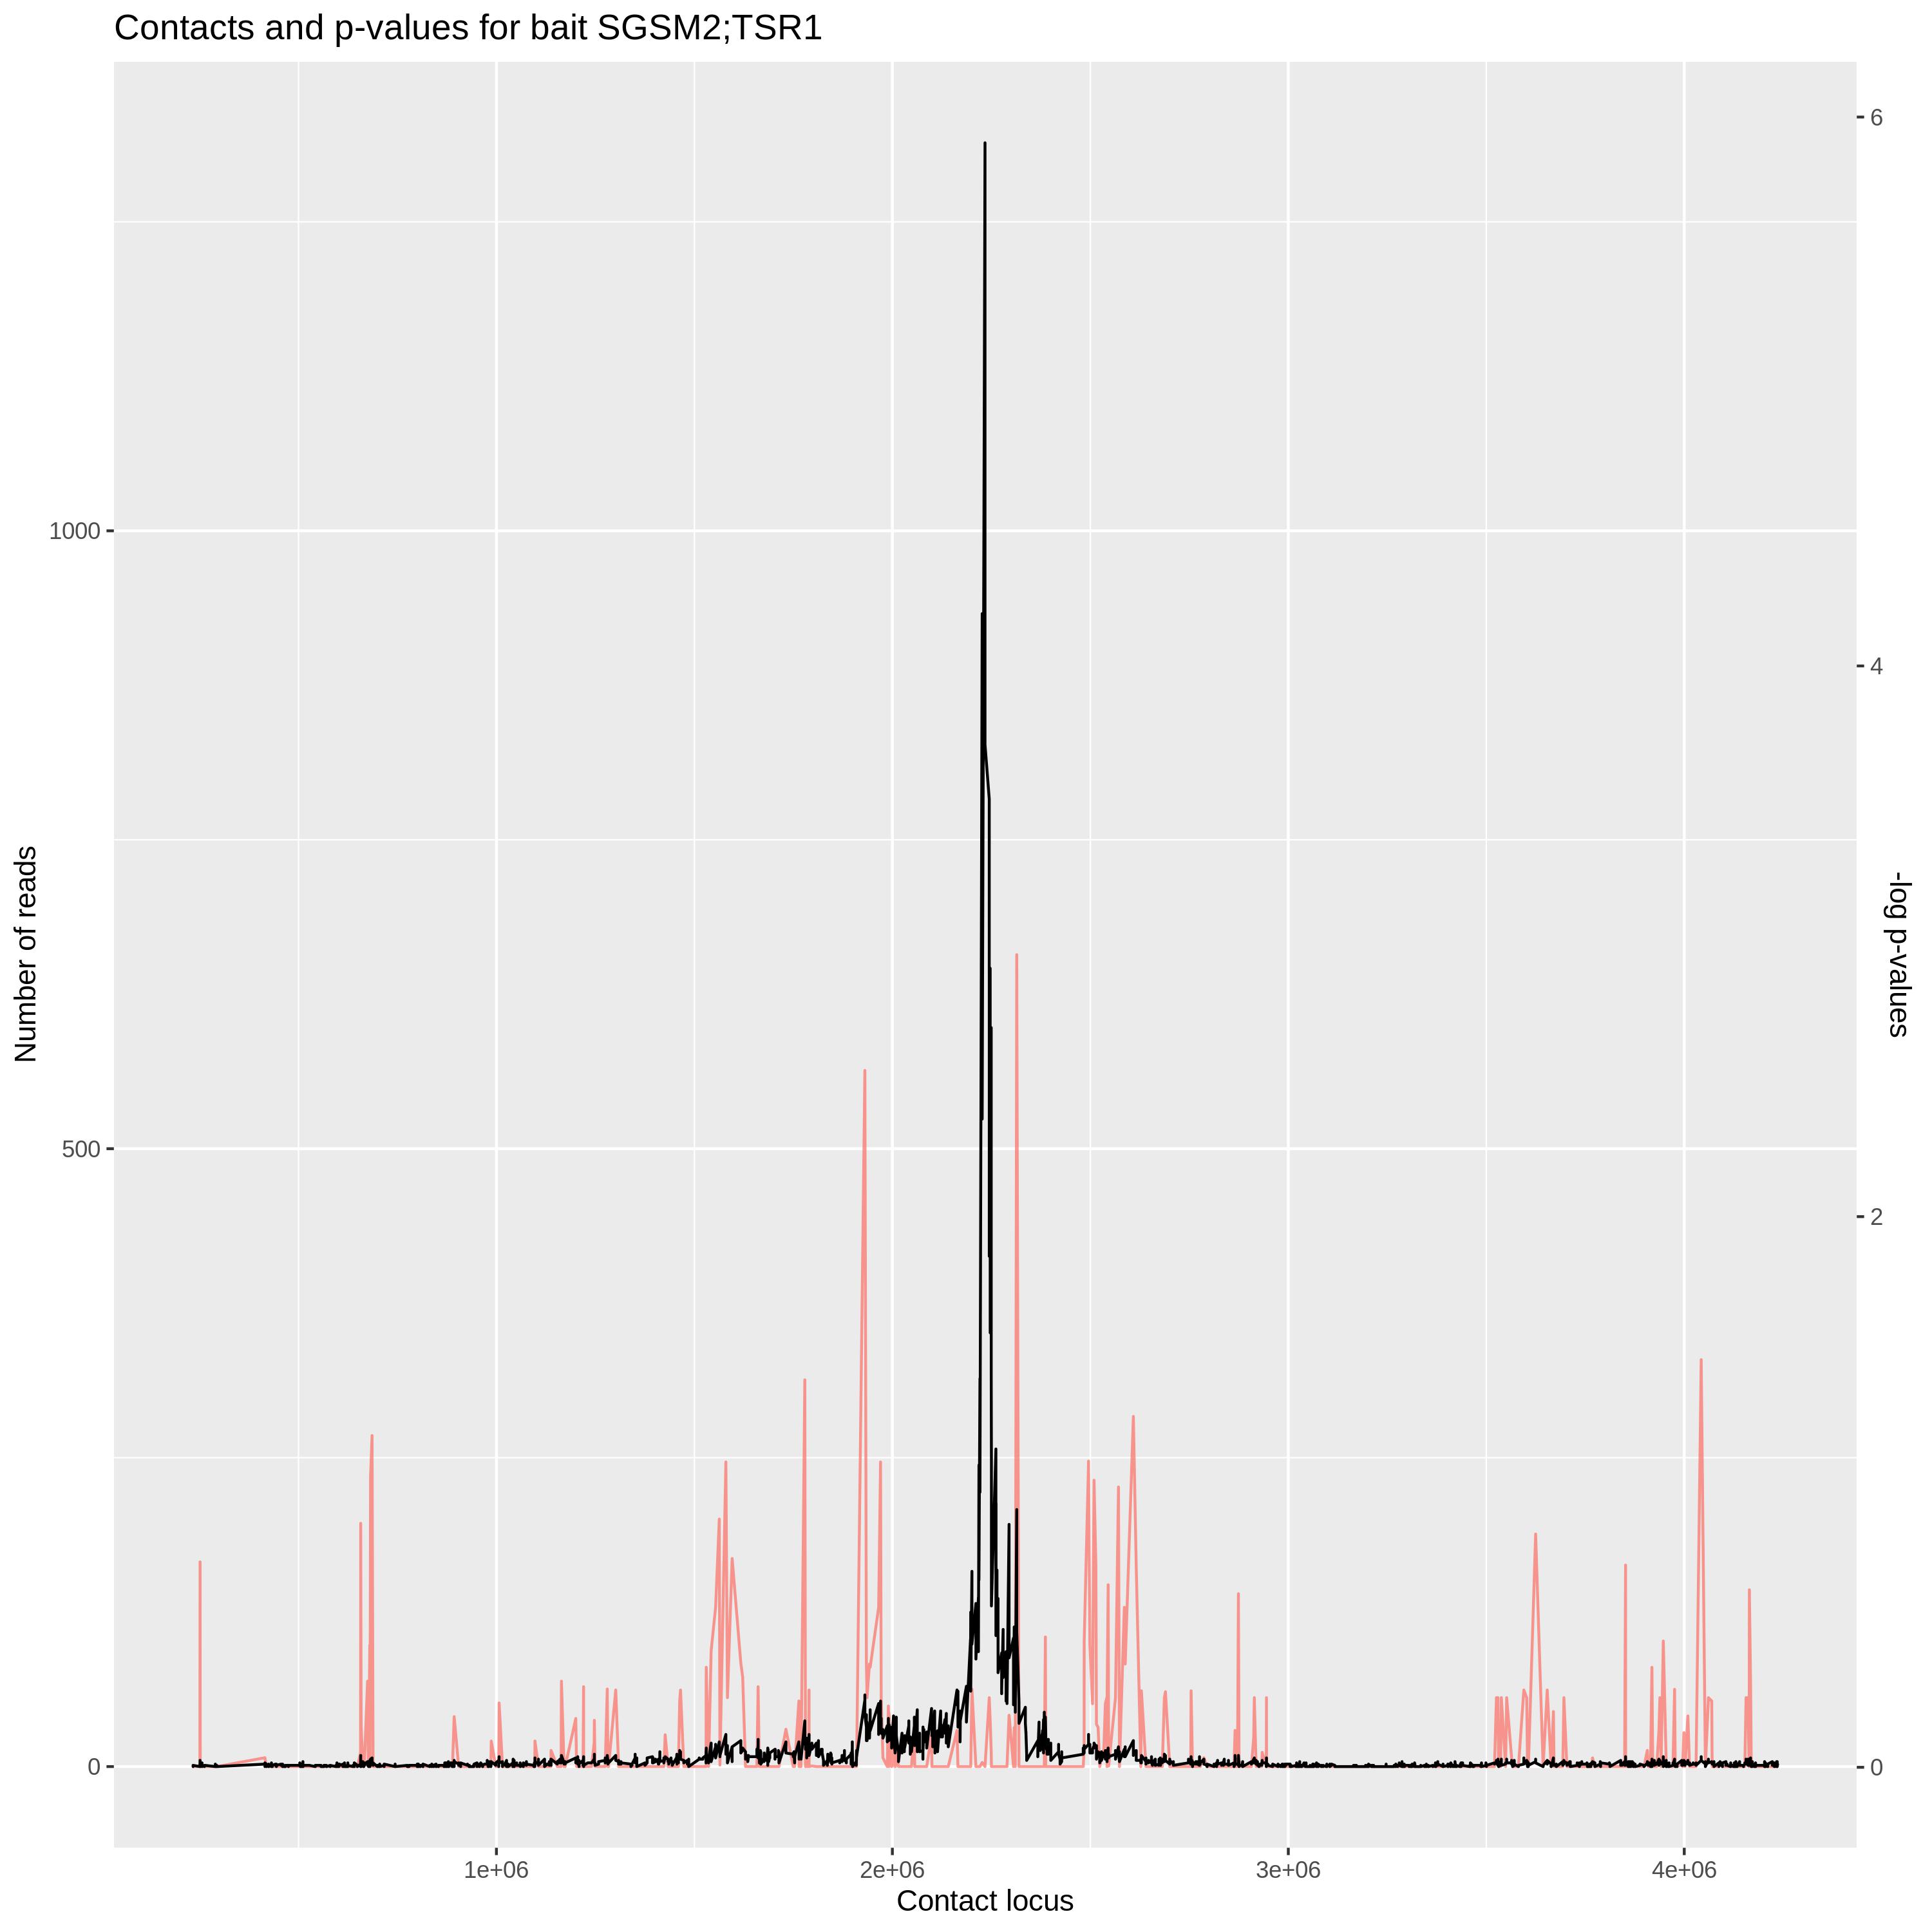 Contacts and p-values for bait SGSM2;TSR1
Number of reads
1000
500
0
6
4
2
0
-log p-values
1e+06
2e+06
3e+06
4e+06
Contact locus